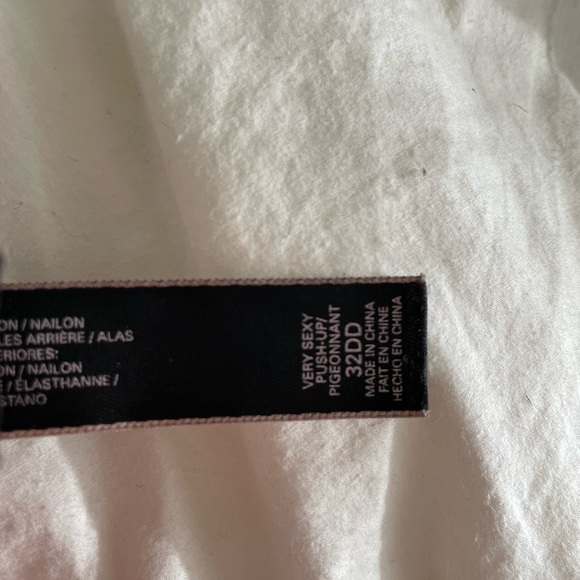 ON / NAILON
LES ARRIÈRE / ALAS
ERIORES:
ON / NAILON
/ ÉLASTHANNE /
STANO
VERY SEXY
PUSH-UP/
PIGEONNANT
32DD
MADE IN CHINA
FAIT EN CHINE
HECHO EN CHINA